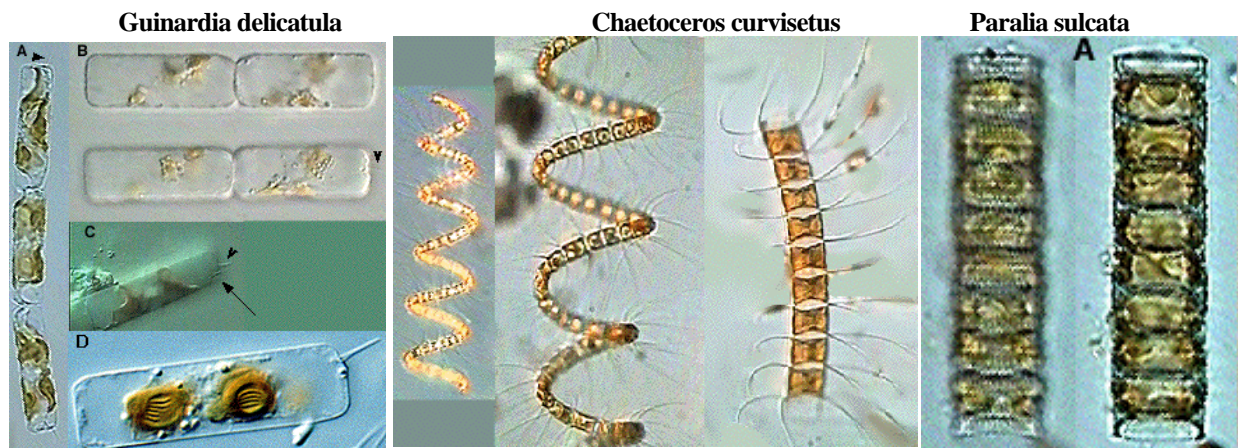 Guinardia delicatula
Chaetoceros curvisetus
Paralia sulcata
A
B
C
D
A